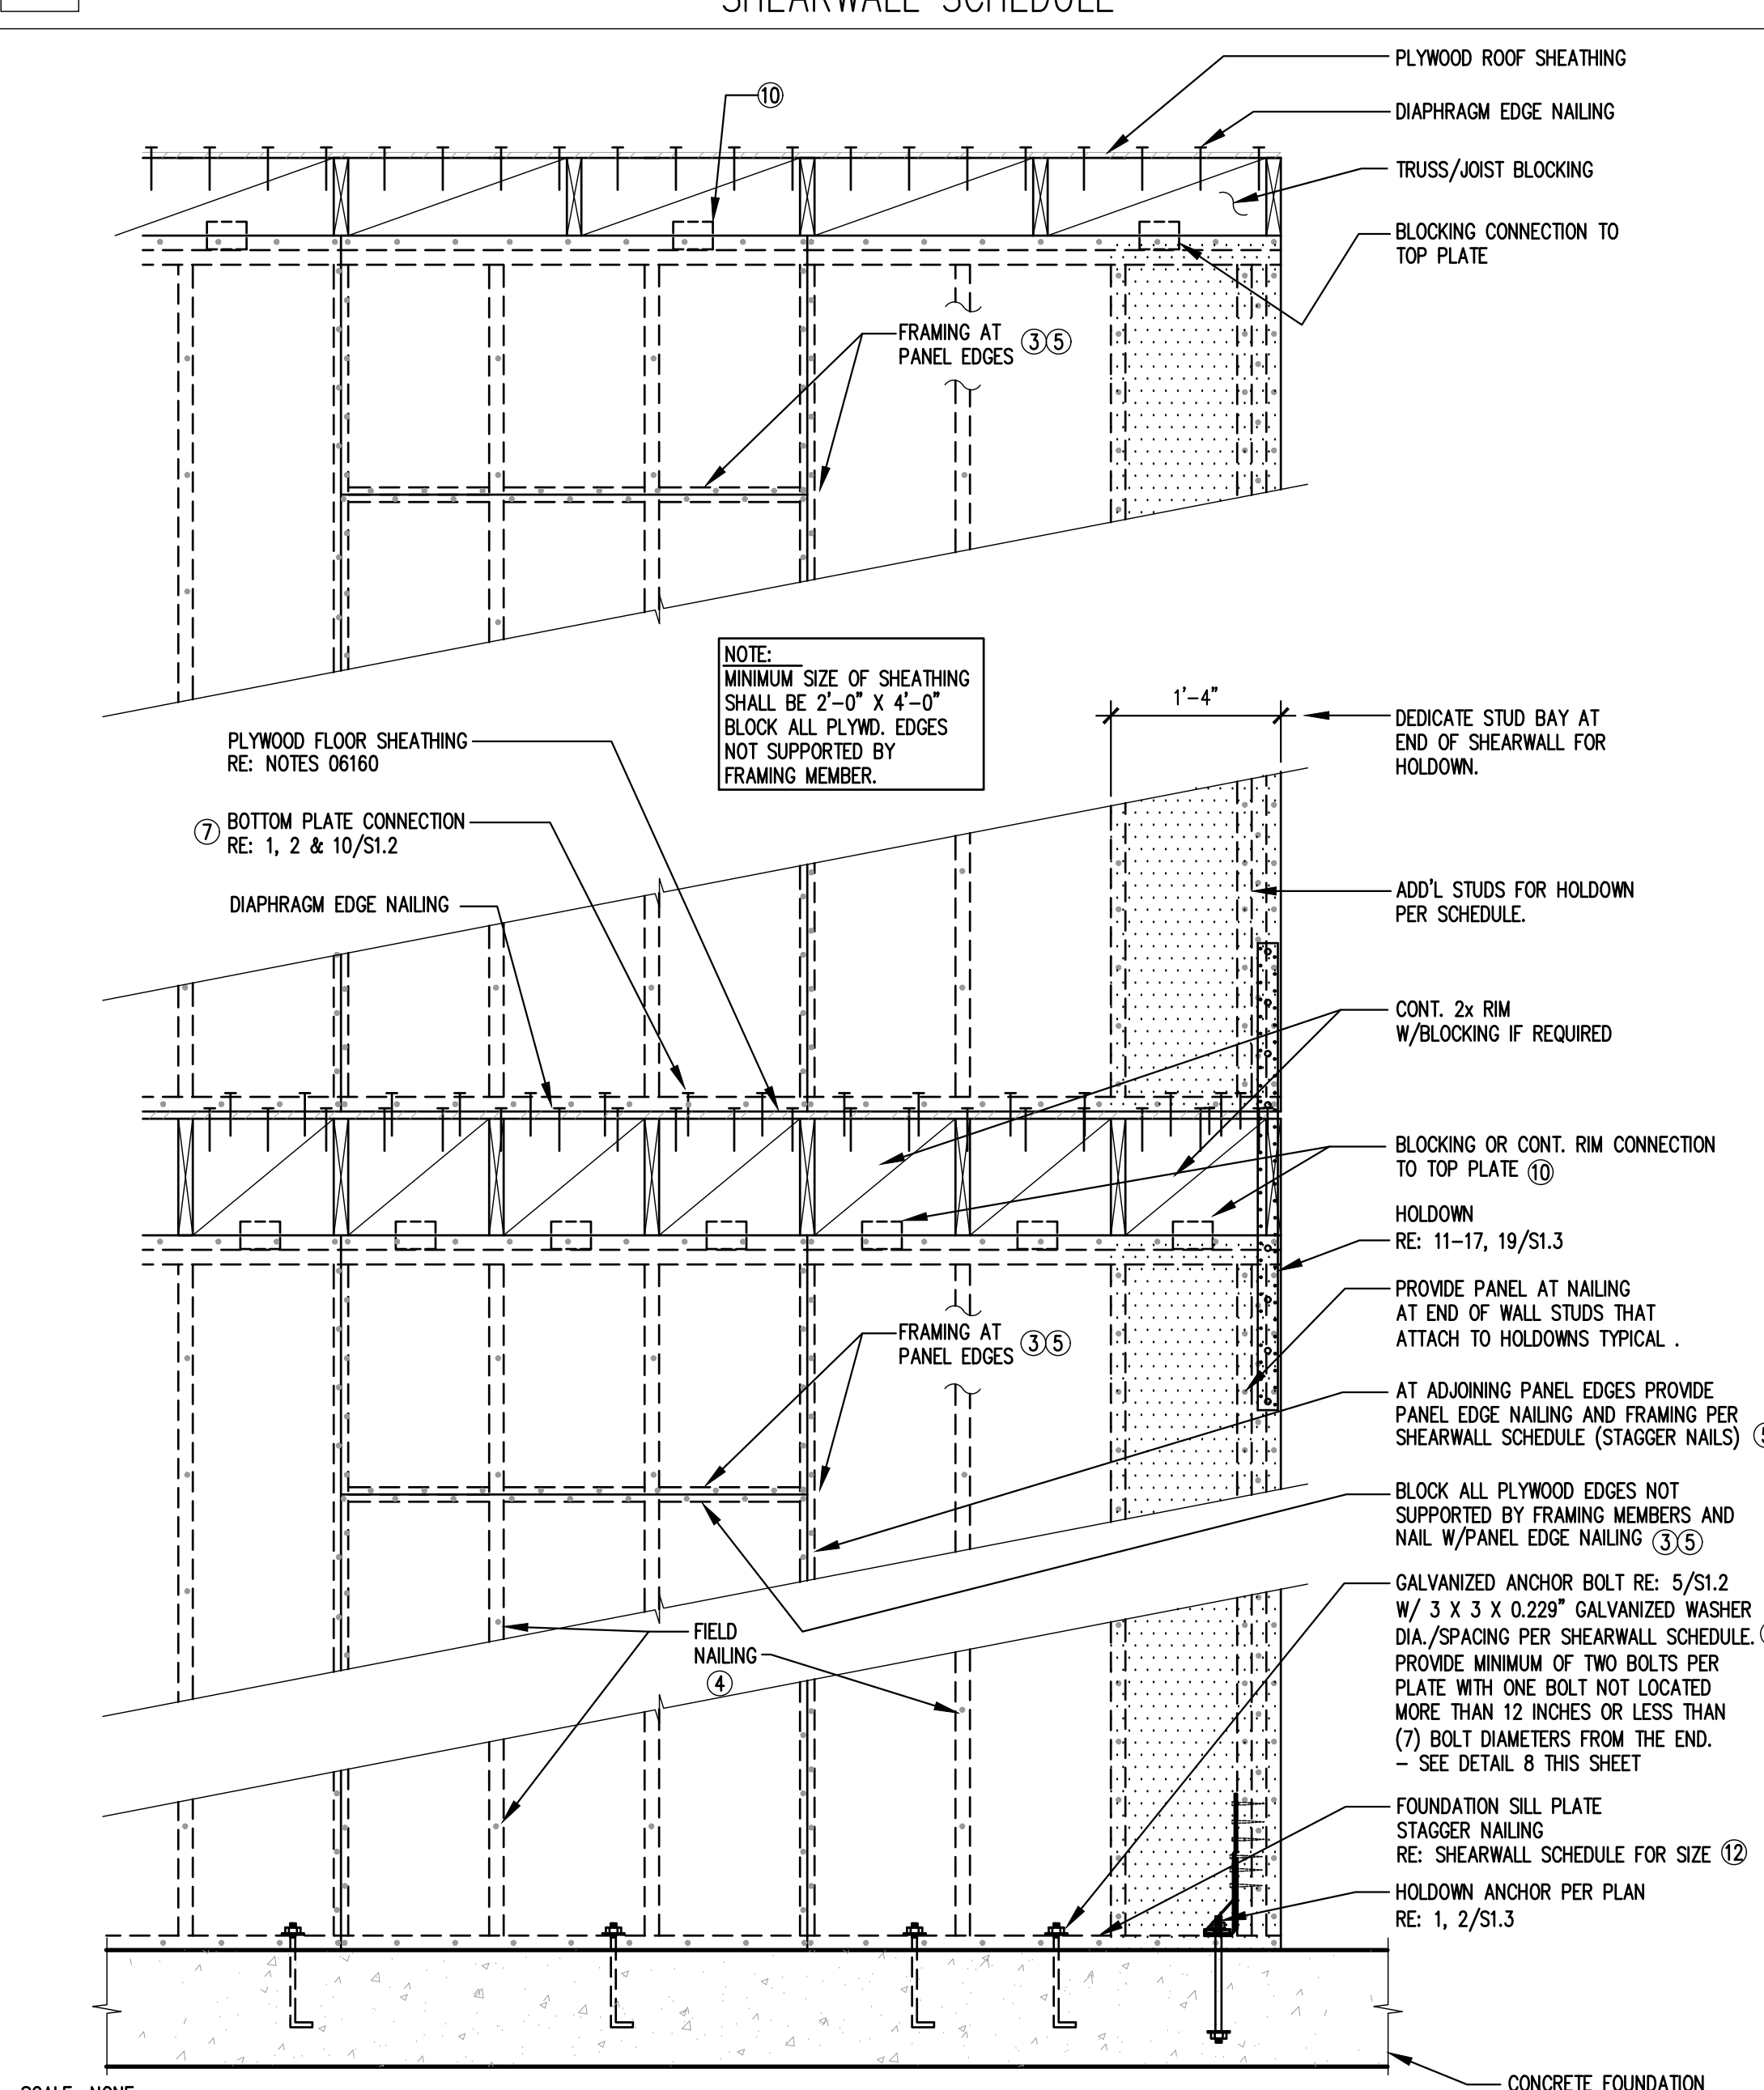 SHEARWALL SCHEDULE
PLYWOOD ROOF SHEATHING
10
DIAPHRAGM EDGE NAILING
TRUSS/JOIST BLOCKING
BLOCKING CONNECTION TO
TOP PLATE
FRAMING AT
PANEL EDGES 3 5
NOTE:
MINIMUM SIZE OF SHEATHING
SHALL BE 2'-0" X 4'-0"
BLOCK ALL PLYWD. EDGES
NOT SUPPORTED BY
FRAMING MEMBER.
1'-4"
DEDICATE STUD BAY AT
END OF SHEARWALL FOR
HOLDOWN.
PLYWOOD FLOOR SHEATHING
RE: NOTES 06160
7 BOTTOM PLATE CONNECTION
RE: 1, 2 & 10/S1.2
DIAPHRAGM EDGE NAILING
ADD'L STUDS FOR HOLDOWN
PER SCHEDULE.
CONT. 2x RIM
W/BLOCKING IF REQUIRED
BLOCKING OR CONT. RIM CONNECTION
TO TOP PLATE 10
HOLDOWN
RE: 11-17, 19/S1.3
PROVIDE PANEL AT NAILING
AT END OF WALL STUDS THAT
ATTACH TO HOLDOWNS TYPICAL .
FRAMING AT
PANEL EDGES 3 5
AT ADJOINING PANEL EDGES PROVIDE
PANEL EDGE NAILING AND FRAMING PER
SHEARWALL SCHEDULE (STAGGER NAILS)
BLOCK ALL PLYWOOD EDGES NOT
SUPPORTED BY FRAMING MEMBERS AND
NAIL W/PANEL EDGE NAILING 3 5
GALVANIZED ANCHOR BOLT RE: 5/S1.2
W/ 3 X 3 X 0.229" GALVANIZED WASHER
DIA./SPACING PER SHEARWALL SCHEDULE.
PROVIDE MINIMUM OF TWO BOLTS PER
PLATE WITH ONE BOLT NOT LOCATED
MORE THAN 12 INCHES OR LESS THAN
(7) BOLT DIAMETERS FROM THE END.
- SEE DETAIL 8 THIS SHEET
FIELD
NAILING
4
FOUNDATION SILL PLATE
STAGGER NAILING
RE: SHEARWALL SCHEDULE FOR SIZE 12
HOLDOWN ANCHOR PER PLAN
RE: 1, 2/S1.3
CONCRETE FOUNDATION
SCALE: NONE